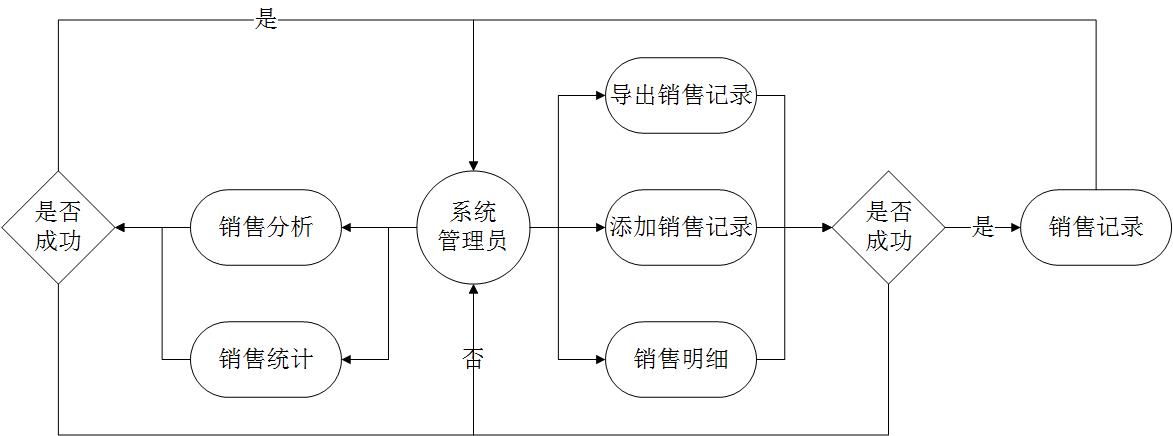 是
导出销售记录
是否
成功
销售分析
系统
管理员
添加销售记录
是否
成功
是
销售记录
销售统计
否
销售明细